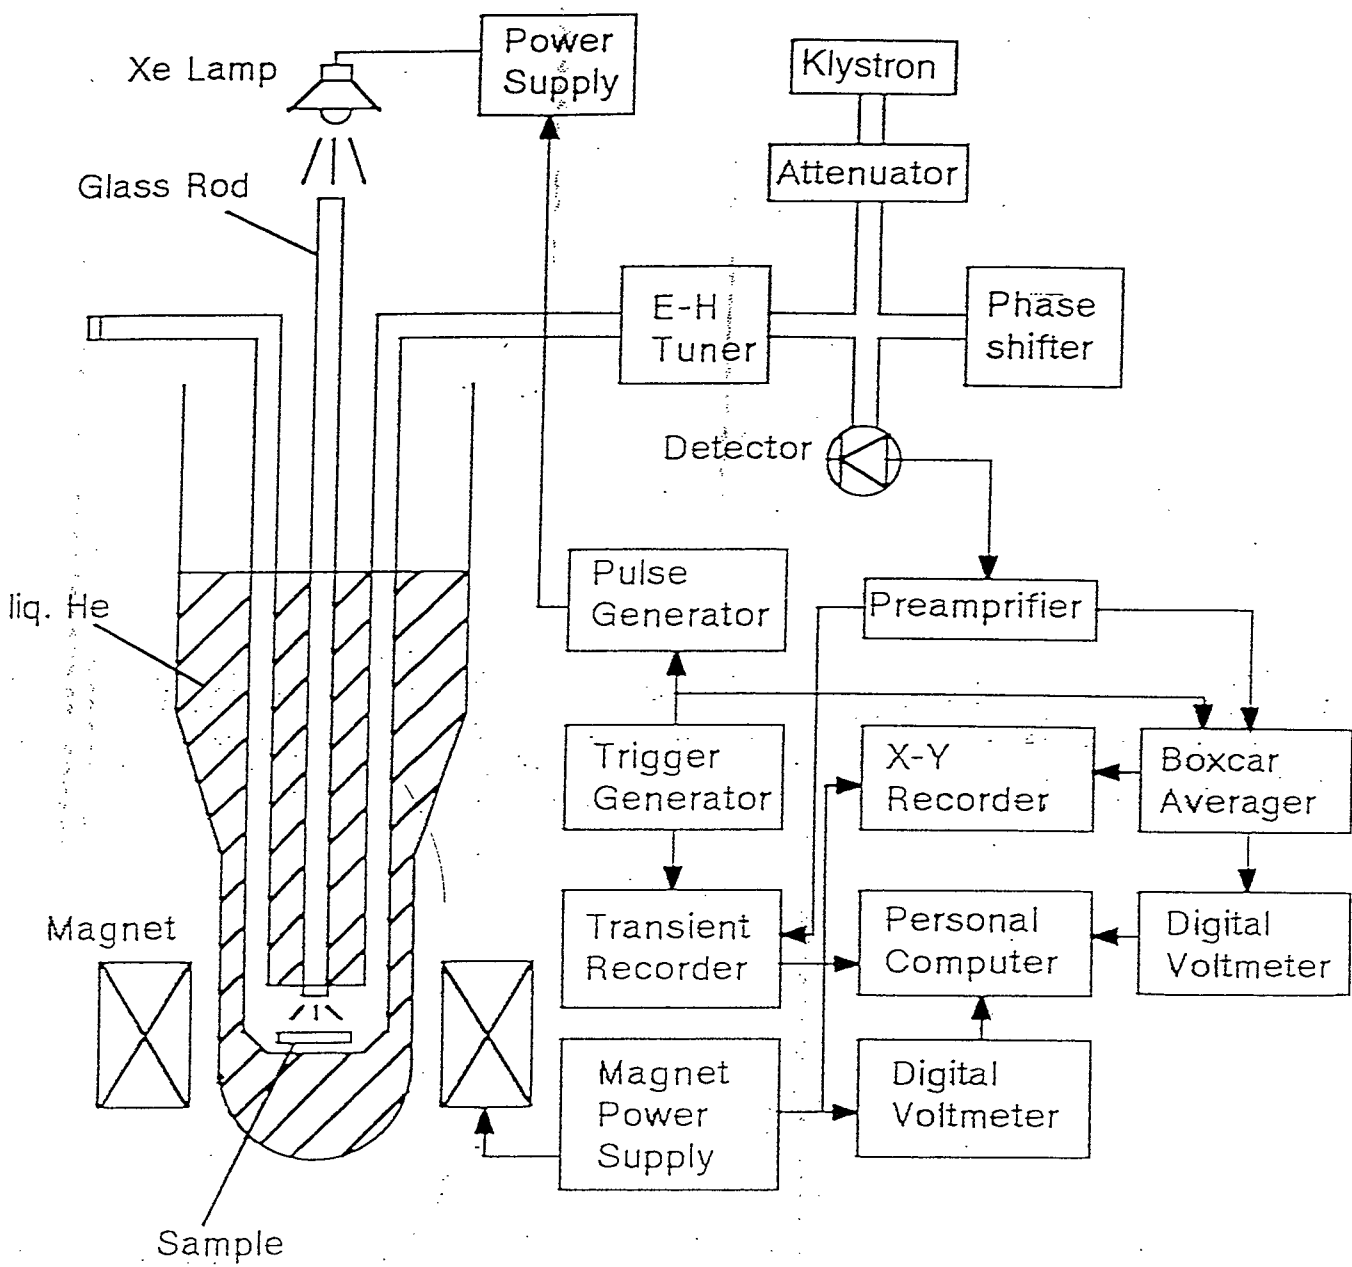 Power
Supply
Xe Lamp
Klystron
Attenuator
Glass Rod
E-H
Tuner
Phase
shifter
Detector
Pulse
Generator
Preamprifier
liq. He
Trigger
Generator
X-Y
Recorder
Boxcar
Averager
Magnet
Transient
Recorder
Personal
Computer
Digital
Voltmeter
Magnet
Power
Supply
Digital
Voltmeter
Sample